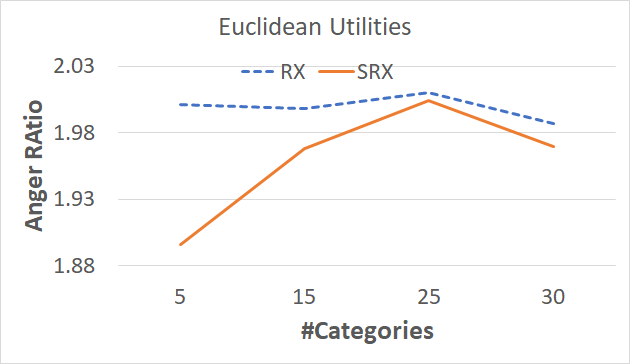 Euclidean Utilities
RX SRX
Anger RAtio
2.03
1.98
1.93
1.88
5 15 25 30
#Categories